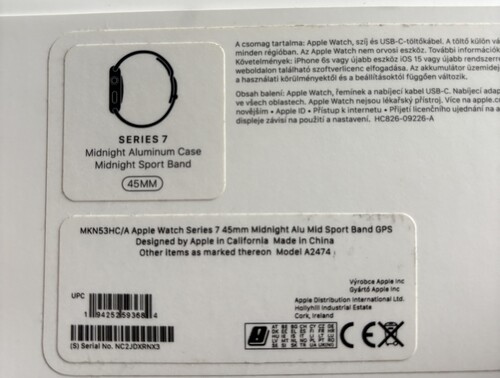 SERIES 7
Midnight Aluminum Case
Midnight Sport Band
45MM
A csomag tartalma: Apple Watch, szíj és USB-C-töltőkábel. A töltő külön vá
minden régióban. Az Apple Watch nem orvosi eszköz. További információk
Követelmények: iPhone 6s vagy újabb eszköz iOS 15 vagy újabb rendszerre
weboldalon található szoftverlicenc elfogadása. Az akkumulátor üzemidej
a használati körülményektől és a beállításoktól függően változik.
Obsah balení: Apple Watch, řemínek a nabíjecí kabel USB-C. Nabíjecí adap
ve všech oblastech. Apple Watch nejsou lékařský přístroj. Více na apple.c
novějším • Apple ID • Přístup k internetu • Přijetí licenčního ujednání na a
displeje závisí na použití a nastavení. HC826-09226-A
MKN53HC/A Apple Watch Series 7 45mm Midnight Alu Mid Sport Band GPS
Designed by Apple in California Made in China
Other items as marked thereon Model A2474
Výrobce Apple Inc
Gyártó Apple Inc
Apple Distribution International Ltd.
Hollyhill Industrial Estate
Cork, Ireland
UPC
(S) Serial No. NC2JDXRNX3
CE